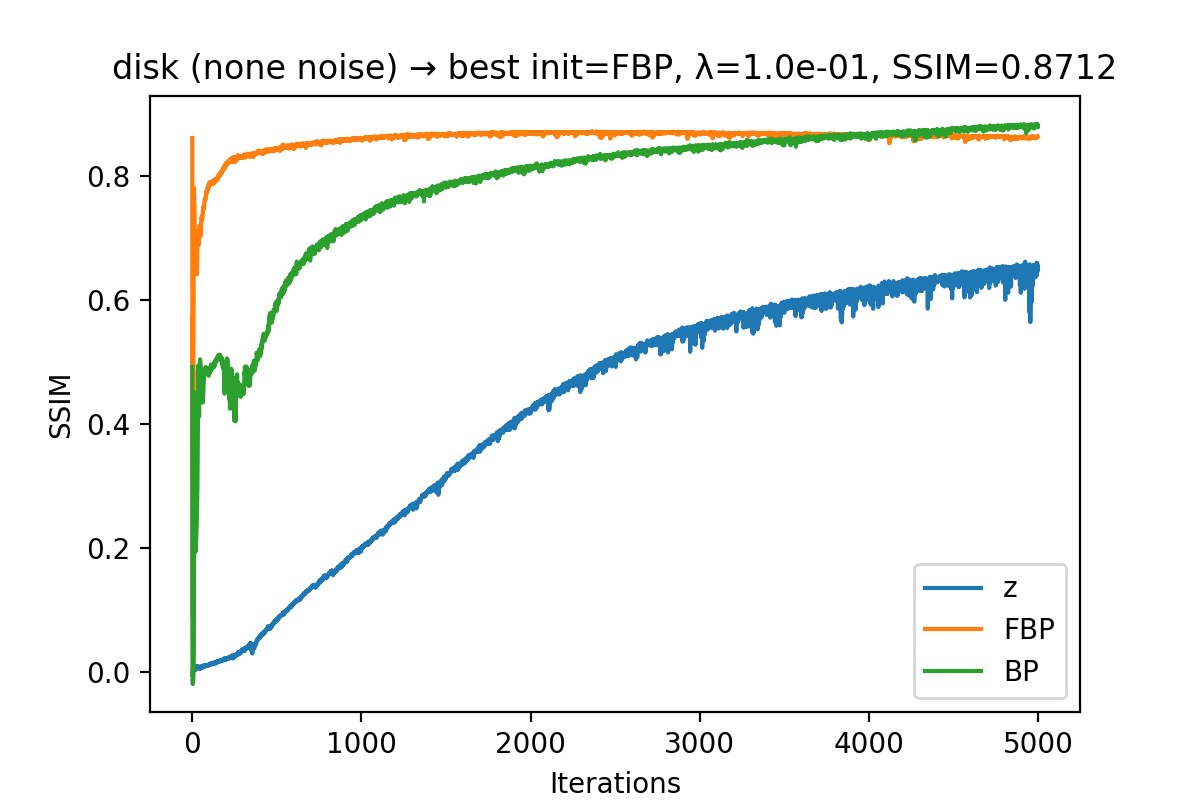 disk (none noise) → best init=FBP, λ=1.0e-01, SSIM=0.8712
SSIM
0.8
0.6
0.4
0.2
0.0
0 1000 2000 3000 4000 5000
Iterations
z
FBP
BP